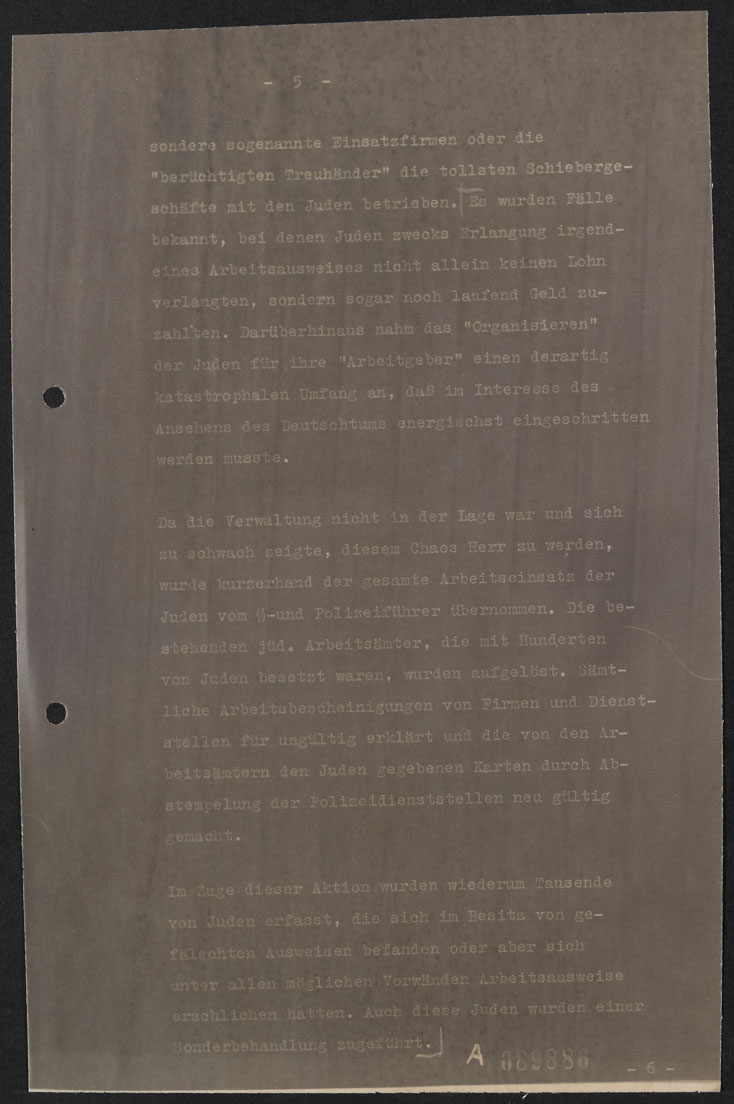 - 5 -
sondere sogenannte Einsatzfirmen oder die
"berüchtigten Treuhänder" die tollsten Schieberge-
schäfte mit den Juden betrieben. Es wurden Fälle
bekannt, bei denen Juden zwecks Erlangung irgend-
eines Arbeitsausweises nicht allein keinen Lohn
verlangten, sondern sogar noch laufend Geld zu-
zahlten. Darüberhinaus nahm das "Organisieren"
der Juden für ihre "Arbeitgeber" einen derartig
katastrophalen Umfang an, daß im Interesse des
Ansehens des Deutschtums energischst eingeschritten
werden musste.
Da die Verwaltung nicht in der Lage war und sich
zu schwach zeigte, diesem Chaos Herr zu werden,
wurde kurzerhand der gesamte Arbeitseinsatz der
Juden vom ᛋᛋ-und Polizeiführer übernommen. Die be-
stehenden jüd. Arbeitsämter, die mit Hunderten
von Juden besetzt waren, wurden aufgelöst. Sämt-
liche Arbeitsbescheinigungen von Firmen und Dienst-
stellen für ungültig erklärt und die von den Ar-
beitsämtern den Juden gegebenen Karten durch Ab-
stempelung der Polizeidienststellen neu gültig
gemacht.
Im Zuge dieser Aktion wurden wiederum Tausende
von Juden erfasst, die sich im Besitz von ge-
fälschten Ausweisen befanden oder aber sich
unter allen möglichen Vorwänden Arbeitsausweise
erschlichen hatten. Auch diese Juden wurden einer
Sonderbehandlung zugeführt.
A 089886
- 6 -